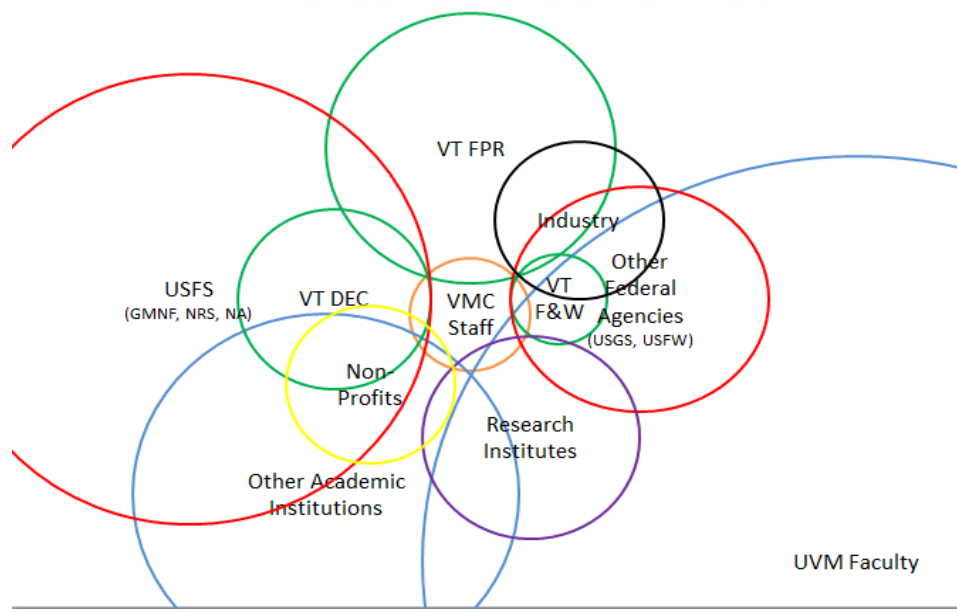 VT FPR
Industry
USFS
(GMNF, NRS, NA)
VT DEC
VMC
Staff
VT
F&W
Other
Federal
Agencies
(USGS, USFW)
Non-
Profits
Research
Institutes
Other Academic
Institutions
UVM Faculty